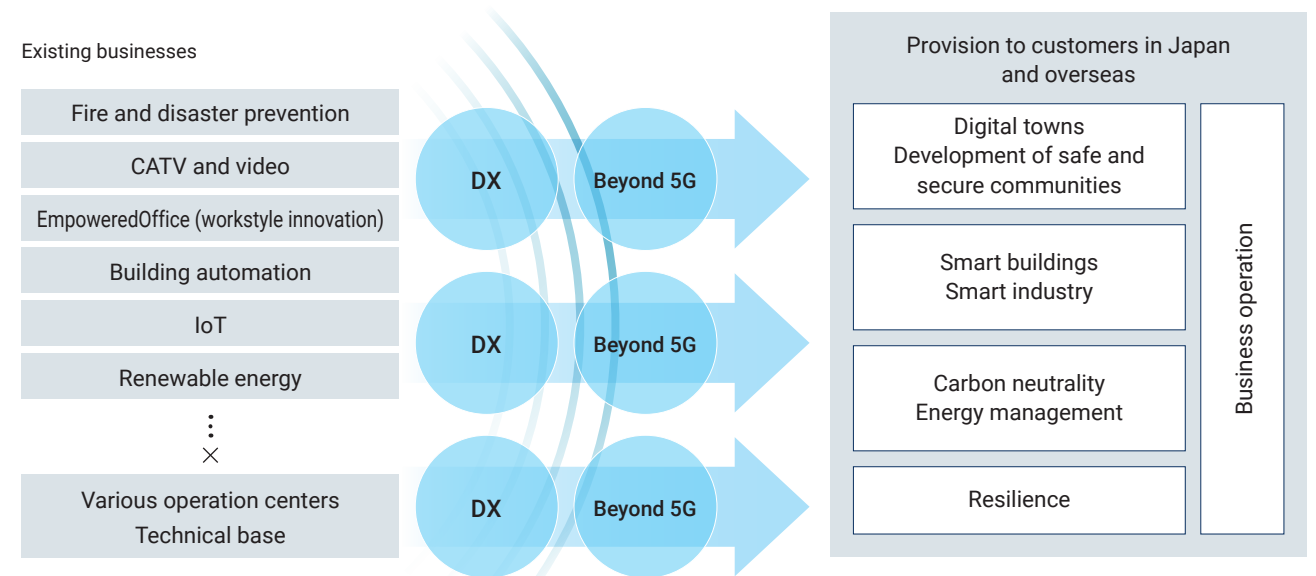 Existing businesses
Fire and disaster prevention
CATV and video
EmpoweredOffice (workstyle innovation)
Building automation
IoT
Renewable energy
⋮
×
Various operation centers
Technical base
DX
Beyond 5G
DX
Beyond 5G
DX
Beyond 5G
Provision to customers in Japan
and overseas
Digital towns
Development of safe and
secure communities
Smart buildings
Smart industry
Carbon neutrality
Energy management
Resilience
Business operation